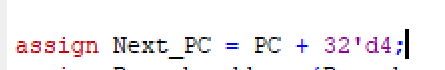 assign Next_PC = PC + 32'd4;